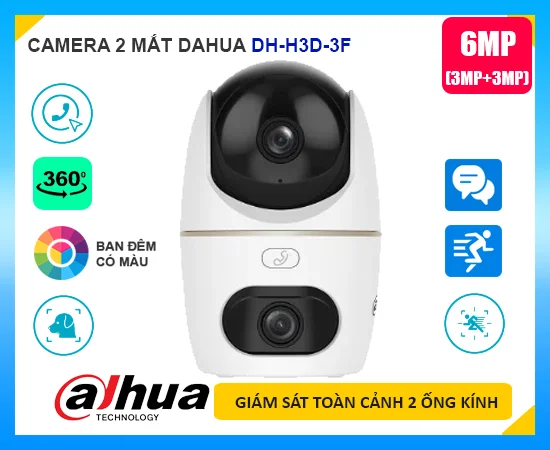 CAMERA 2 MẮT DAHUA DH-H3D-3F
6MP
(3MP+3MP)
360°
BAN ĐÊM
CÓ MÀU
alhua
TECHNOLOGY
GIÁM SÁT TOÀN CẢNH 2 ỐNG KÍNH